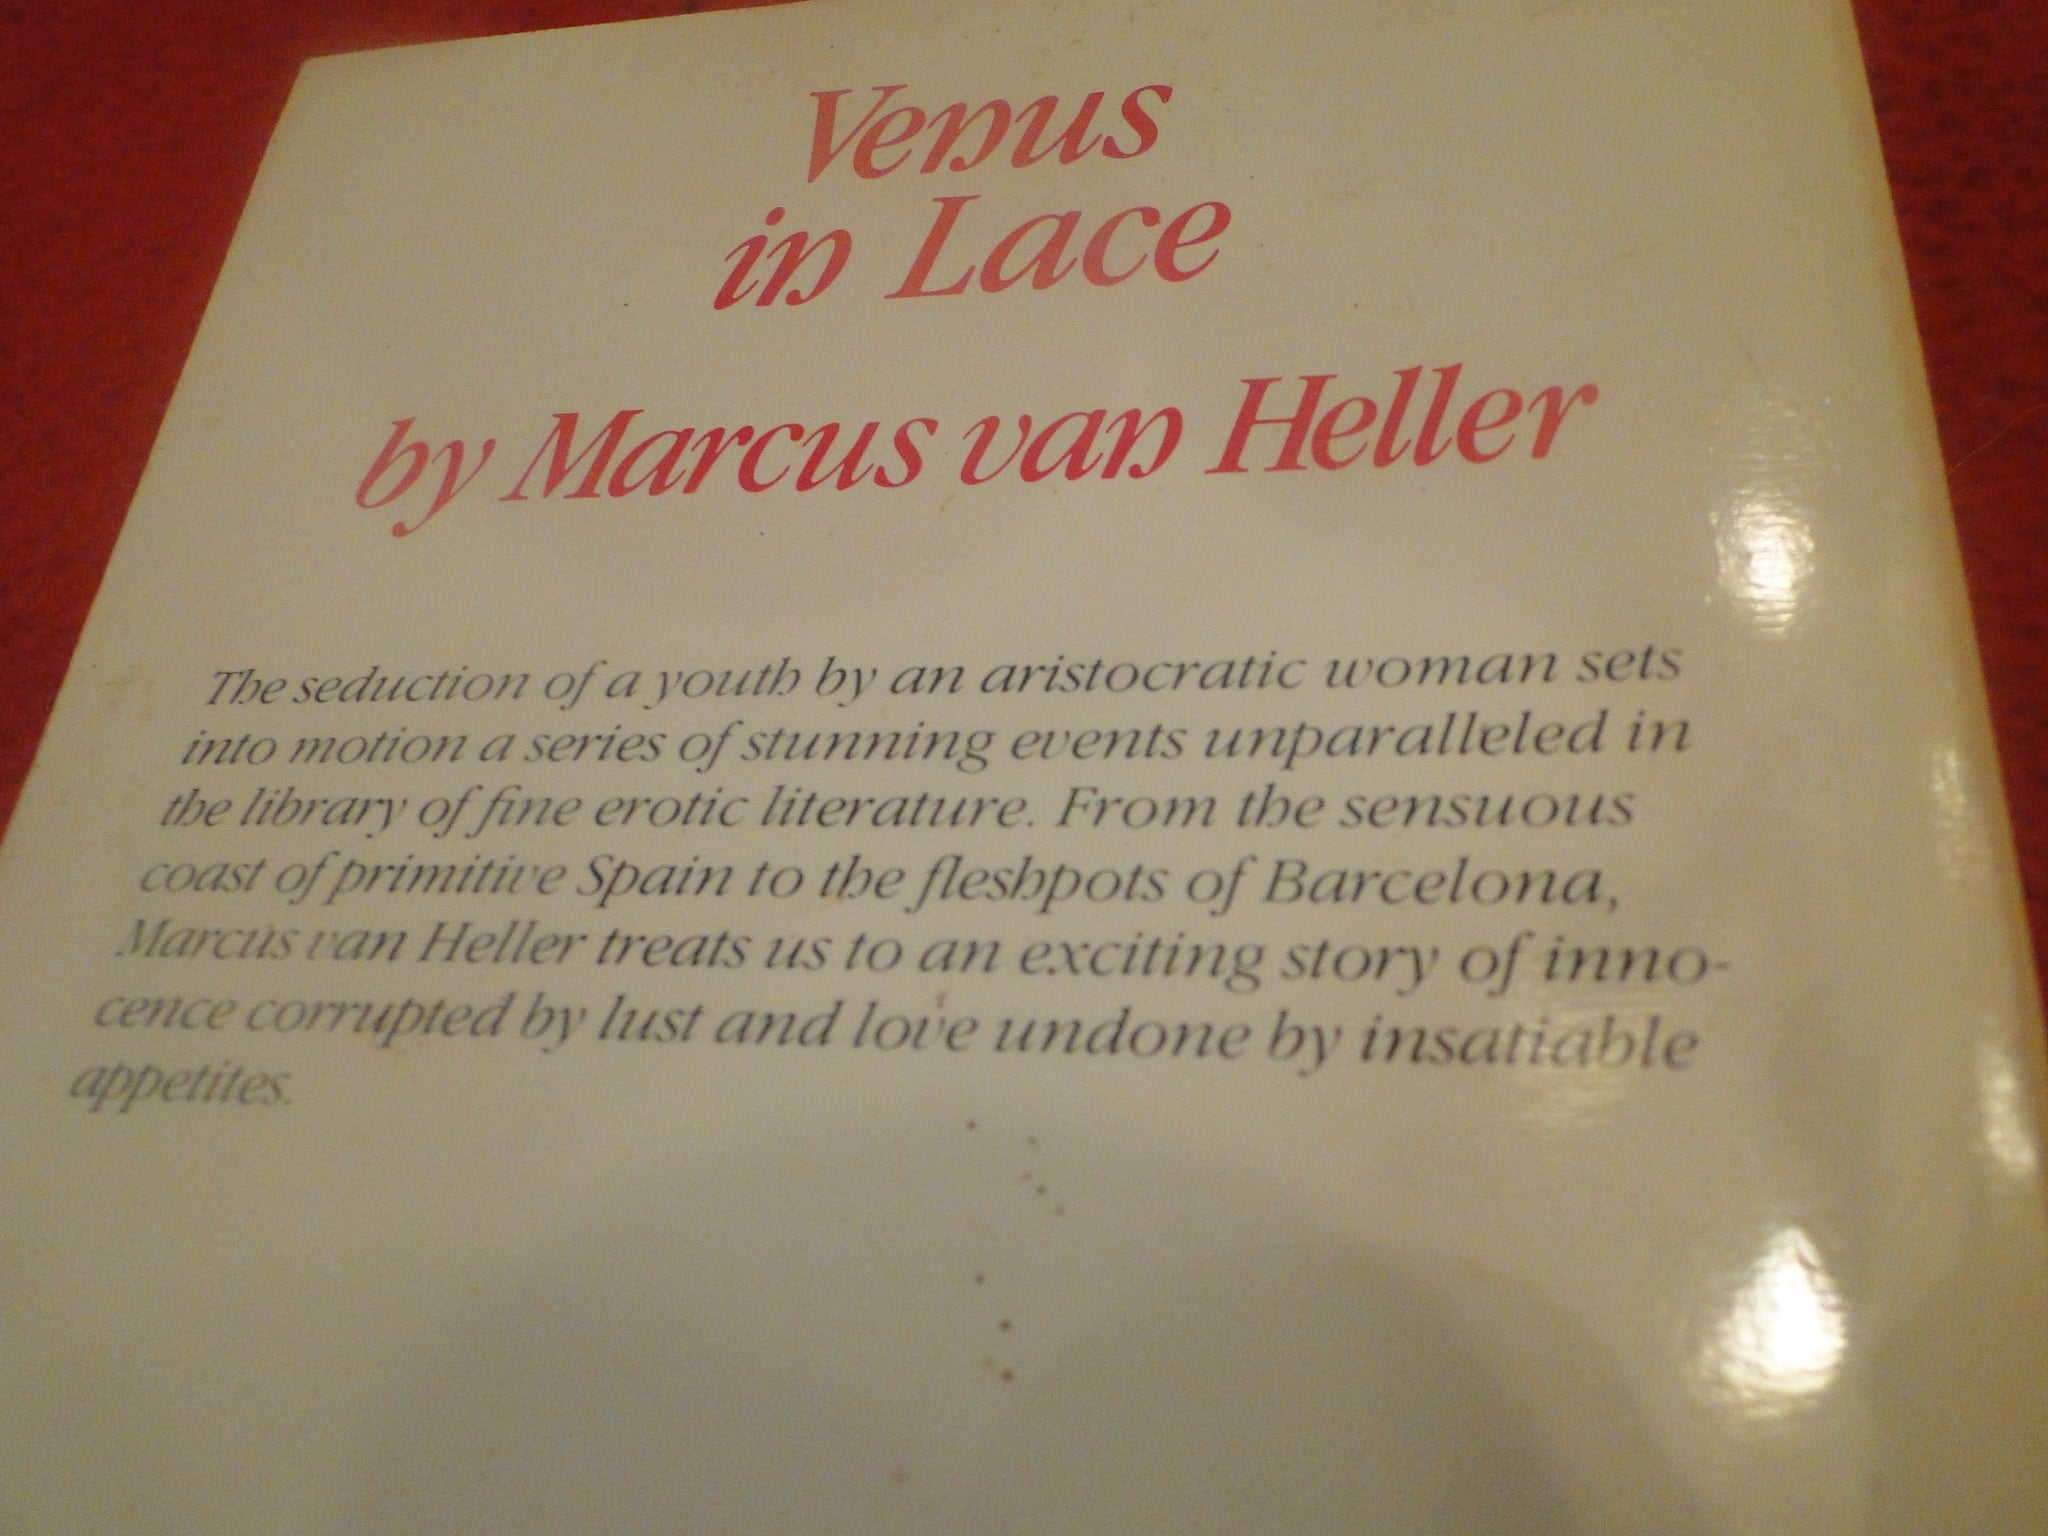 Venus
in Lace
by Marcus van Heller
The seduction of a youth by an aristocratic woman sets
into motion a series of stunning events unparalleled in
the library of fine erotic literature. From the sensuous
coast of primitive Spain to the fleshpots of Barcelona,
Marcus van Heller treats us to an exciting story of inno-
cence corrupted by lust and love undone by insatiable
appetites.